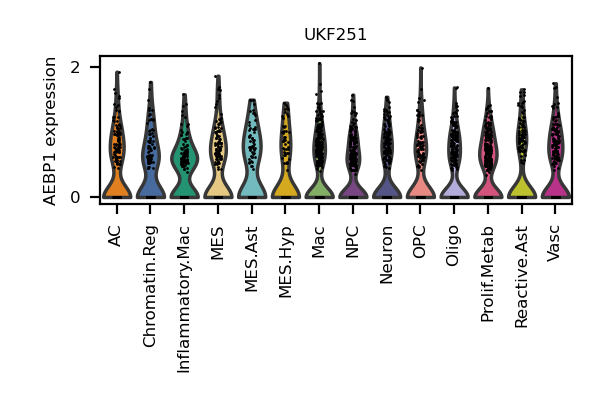 UKF251
AEBP1 expression
2
0
AC
Chromatin.Reg
Inflammatory.Mac
MES
MES.Ast
MES.Hyp
Mac
NPC
Neuron
OPC
Oligo
Prolif.Metab
Reactive.Ast
Vasc